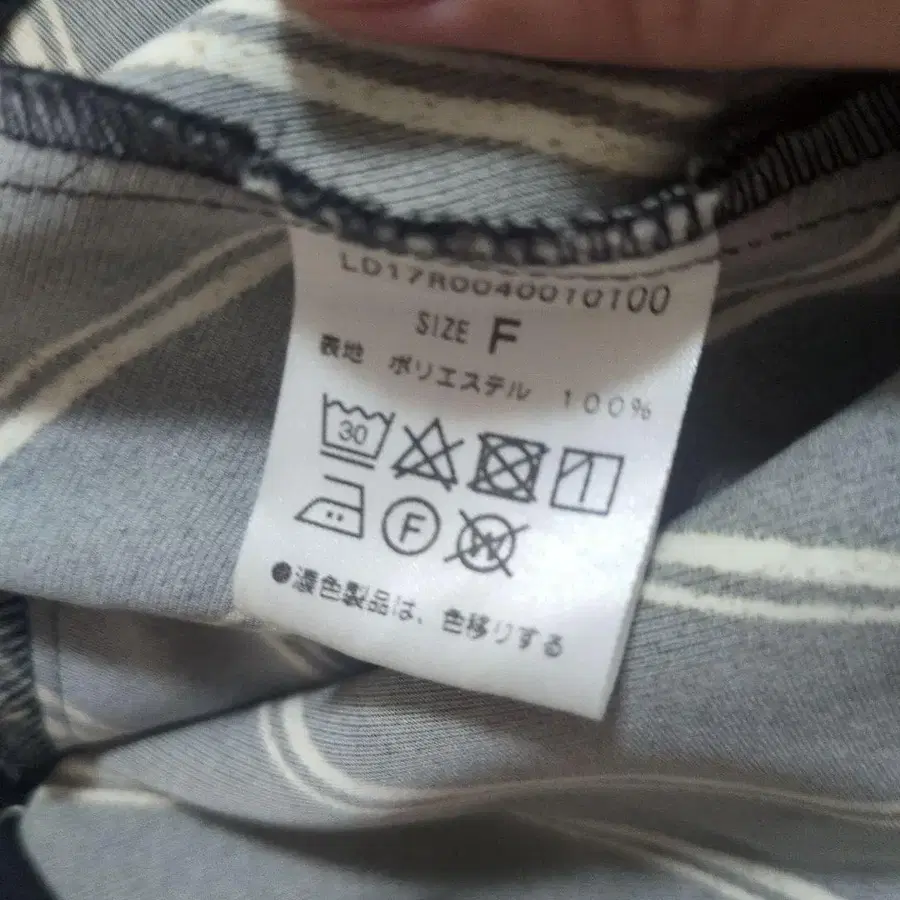 LD17R0040010100
SIZE F
表地 ポリエステル 100%
30
F W
●濃色製品は、色移りする